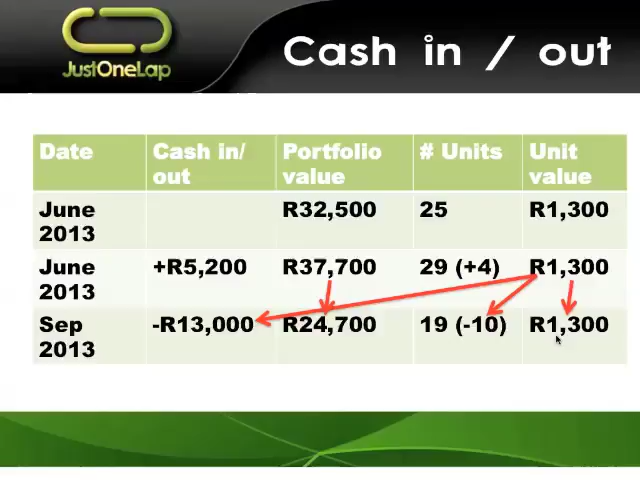 JUSTONELAP
Cash in / out
Date Cash in/ out Portfolio value # Units Unit value
June 2013 R32,500 25 R1,300
June 2013 +R5,200 R37,700 29 (+4) R1,300
Sep 2013 -R13,000 R24,700 19 (-10) R1,300